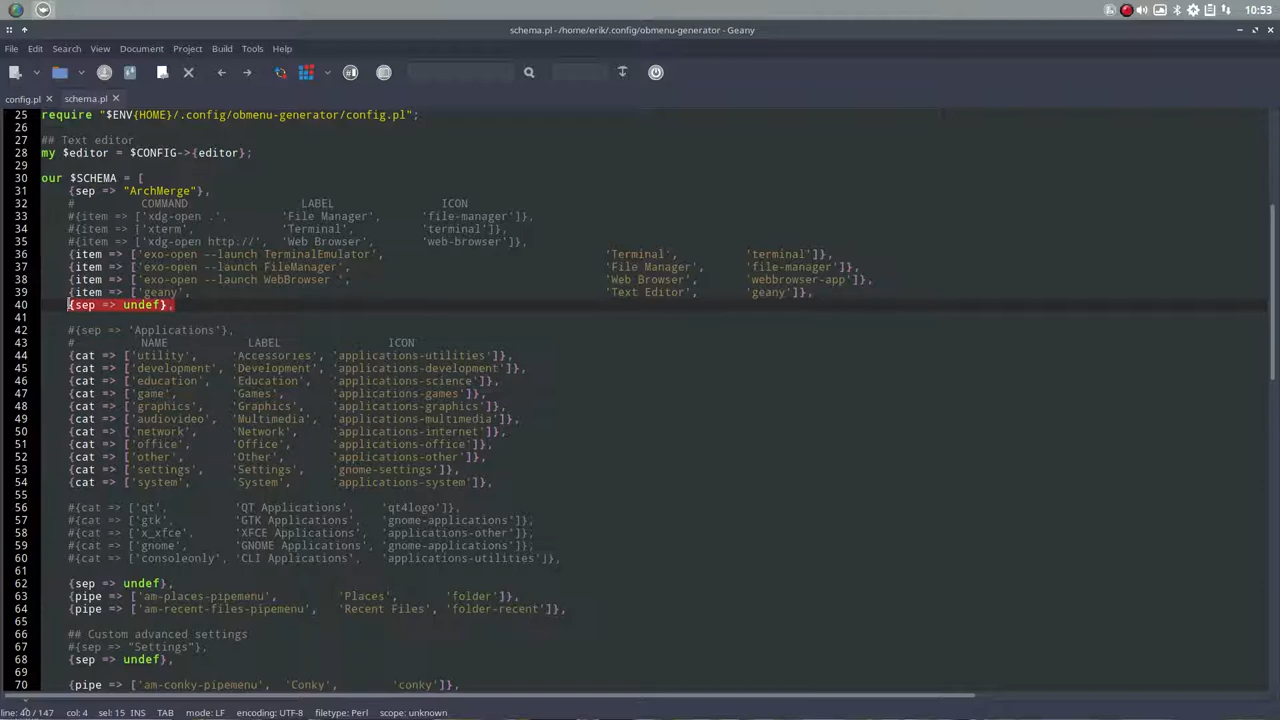 10:53
schema.pl - /home/erik/.config/obmenu-generator - Geany
File Edit Search View Document Project Build Tools Help
config.pl schema.pl
25 require "$ENV{HOME}/.config/obmenu-generator/config.pl";
26
27 ## Text editor
28 my $editor = $CONFIG->{editor};
29
30 our $SCHEMA = [
31 {sep => "ArchMerge"},
32 # COMMAND LABEL ICON
33 #{item => ['xdg-open .', 'File Manager', 'file-manager']},
34 #{item => ['xterm', 'Terminal', 'terminal']},
35 #{item => ['xdg-open http://', 'Web Browser', 'web-browser']},
36 {item => ['exo-open --launch TerminalEmulator', 'Terminal', 'terminal']},
37 {item => ['exo-open --launch FileManager', 'File Manager', 'file-manager']},
38 {item => ['exo-open --launch WebBrowser ', 'Web Browser', 'webbrowser-app']},
39 {item => ['geany', 'Text Editor', 'geany']},
40 {sep => undef},
41
42 #{sep => 'Applications'},
43 # NAME LABEL ICON
44 {cat => ['utility', 'Accessories', 'applications-utilities']},
45 {cat => ['development', 'Development', 'applications-development']},
46 {cat => ['education', 'Education', 'applications-science']},
47 {cat => ['game', 'Games', 'applications-games']},
48 {cat => ['graphics', 'Graphics', 'applications-graphics']},
49 {cat => ['audiovideo', 'Multimedia', 'applications-multimedia']},
50 {cat => ['network', 'Network', 'applications-internet']},
51 {cat => ['office', 'Office', 'applications-office']},
52 {cat => ['other', 'Other', 'applications-other']},
53 {cat => ['settings', 'Settings', 'gnome-settings']},
54 {cat => ['system', 'System', 'applications-system']},
55
56 #{cat => ['qt', 'QT Applications', 'qt4logo']},
57 #{cat => ['gtk', 'GTK Applications', 'gnome-applications']},
58 #{cat => ['x_xfce', 'XFCE Applications', 'applications-other']},
59 #{cat => ['gnome', 'GNOME Applications', 'gnome-applications']},
60 #{cat => ['consoleonly', 'CLI Applications', 'applications-utilities']},
61
62 {sep => undef},
63 {pipe => ['am-places-pipemenu', 'Places', 'folder']},
64 {pipe => ['am-recent-files-pipemenu', 'Recent Files', 'folder-recent']},
65
66 ## Custom advanced settings
67 #{sep => "Settings"},
68 {sep => undef},
69
70 {pipe => ['am-conky-pipemenu', 'Conky', 'conky']},
line: 40 / 147 col: 4 sel: 15 INS TAB mode: LF encoding: UTF-8 filetype: Perl scope: unknown